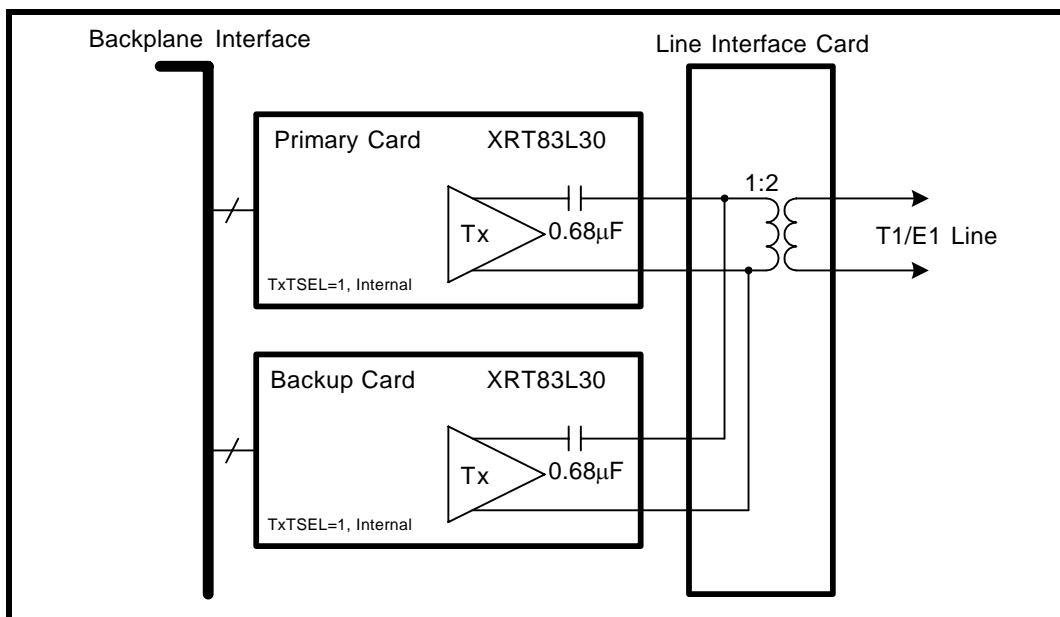 Backplane Interface
Line Interface Card
Primary Card XRT83L30
1:2
Tx
0.68μF
T1/E1 Line
TxTSEL=1, Internal
Backup Card XRT83L30
Tx
0.68μF
TxTSEL=1, Internal